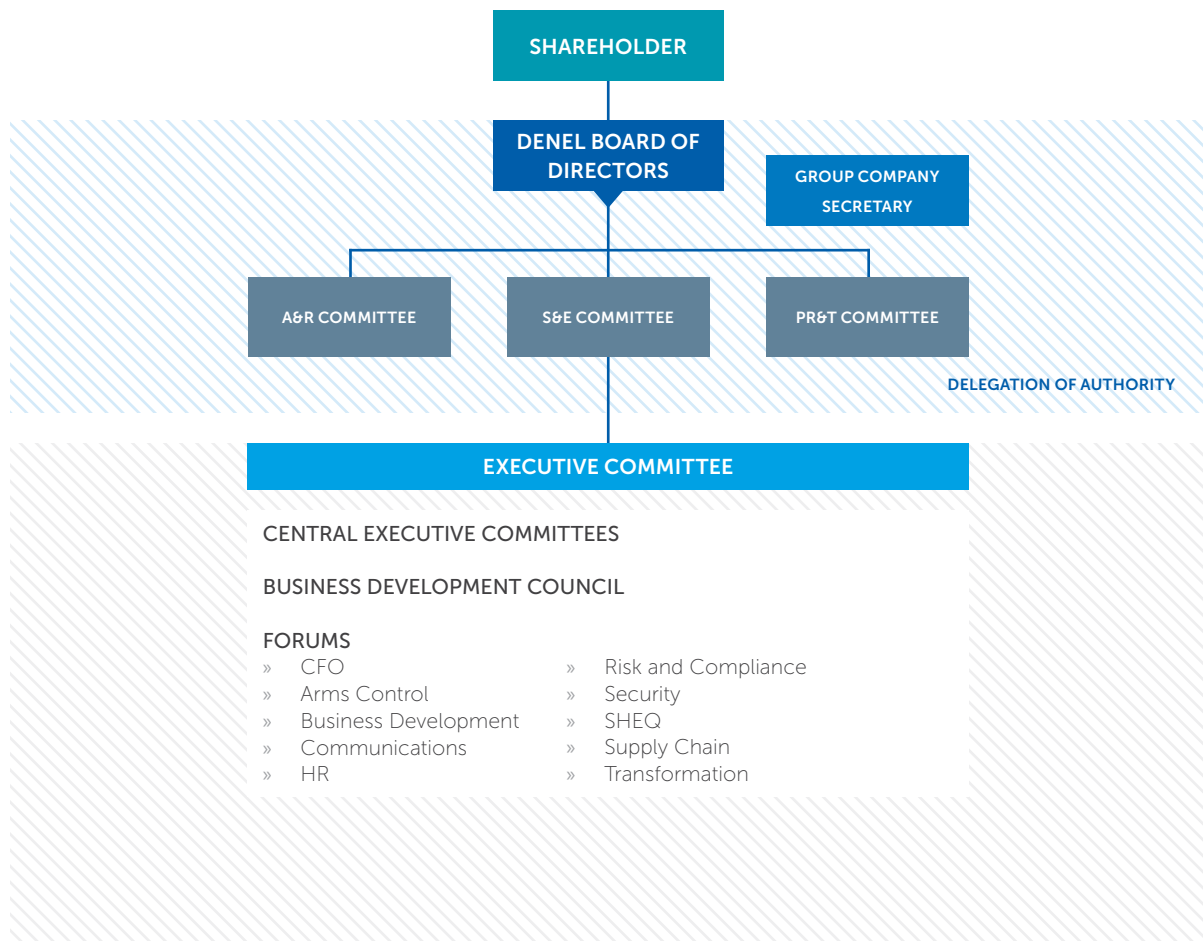 SHAREHOLDER
DENEL BOARD OF
DIRECTORS
GROUP COMPANY
SECRETARY
A&R COMMITTEE
S&E COMMITTEE
PR&T COMMITTEE
DELEGATION OF AUTHORITY
EXECUTIVE COMMITTEE
CENTRAL EXECUTIVE COMMITTEES
BUSINESS DEVELOPMENT COUNCIL
FORUMS
» CFO
» Arms Control
» Business Development
» Communications
» HR
» Risk and Compliance
» Security
» SHEQ
» Supply Chain
» Transformation